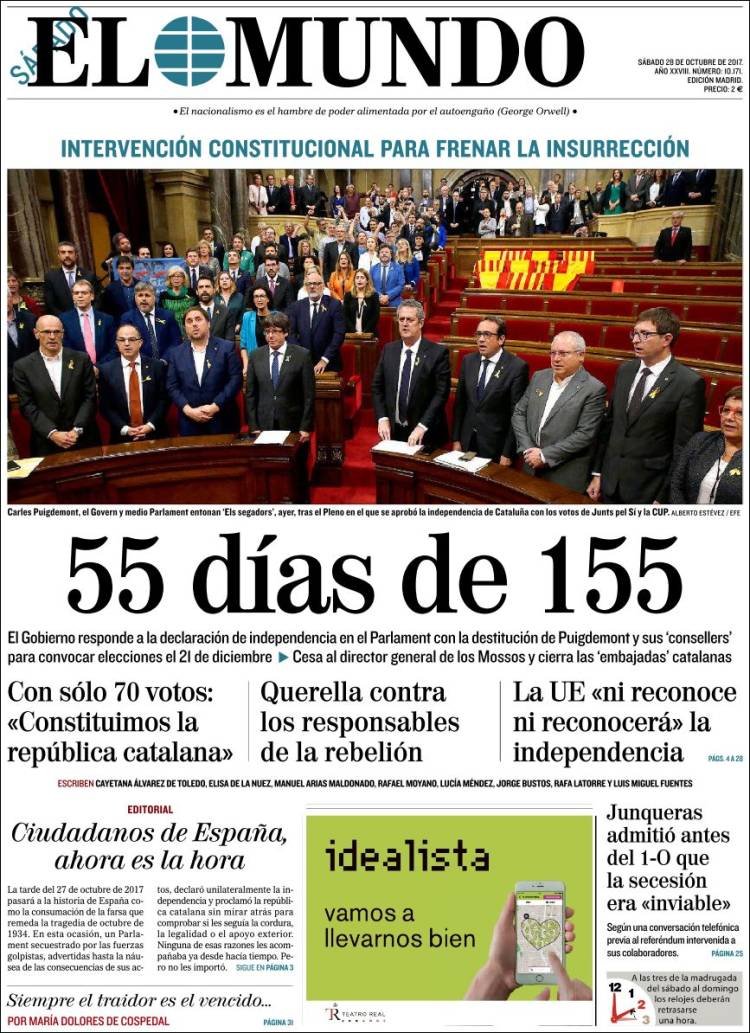 SÁBADO
EL MUNDO
SÁBADO 28 DE OCTUBRE DE 2017.
AÑO XXVIII. NÚMERO: 10.171.
EDICIÓN MADRID.
PRECIO: 2 €
• El nacionalismo es el hambre de poder alimentada por el autoengaño (George Orwell) •
INTERVENCIÓN CONSTITUCIONAL PARA FRENAR LA INSURRECCIÓN
Carles Puigdemont, el Govern y medio Parlament entonan 'Els segadors', ayer, tras el Pleno en el que se aprobó la independencia de Cataluña con los votos de Junts pel Sí y la CUP. ALBERTO ESTÉVEZ / EFE
55 días de 155
El Gobierno responde a la declaración de independencia en el Parlament con la destitución de Puigdemont y sus 'consellers'
para convocar elecciones el 21 de diciembre ▶ Cesa al director general de los Mossos y cierra las 'embajadas' catalanas
Con sólo 70 votos:
«Constituimos la
república catalana»
Querella contra
los responsables
de la rebelión
La UE «ni reconoce
ni reconocerá» la
independencia
PÁGS. 4 A 28
ESCRIBEN CAYETANA ÁLVAREZ DE TOLEDO, ELISA DE LA NUEZ, MANUEL ARIAS MALDONADO, RAFAEL MOYANO, LUCÍA MÉNDEZ, JORGE BUSTOS, RAFA LATORRE Y LUIS MIGUEL FUENTES
EDITORIAL
Ciudadanos de España,
ahora es la hora
La tarde del 27 de octubre de 2017
pasará a la historia de España co-
mo la consumación de la farsa que
remeda la tragedia de octubre de
1934. En esta ocasión, un Parla-
ment secuestrado por las fuerzas
golpistas, advertidas hasta la náu-
sea de las consecuencias de sus ac-
tos, declaró unilateralmente la in-
dependencia y proclamó la repúbli-
ca catalana sin mirar atrás para
comprobar si les seguía la cordura,
la legalidad o el apoyo exterior.
Ninguna de esas razones les acom-
pañaba ya desde hacía tiempo. Pe-
ro no les importó. SIGUE EN PÁGINA 3
Siempre el traidor es el vencido...
POR MARÍA DOLORES DE COSPEDAL
PÁGINA 31
idealista
vamos a
llevarnos bien
TEATRO REAL
Junqueras
admitió antes
del 1-O que
la secesión
era «inviable»
Según una conversación telefónica
previa al referéndum intervenida a
sus colaboradores.
PÁGINA 25
12
1
2
3
A las tres de la madrugada
del sábado al domingo
los relojes deberán
retrasarse
una hora.